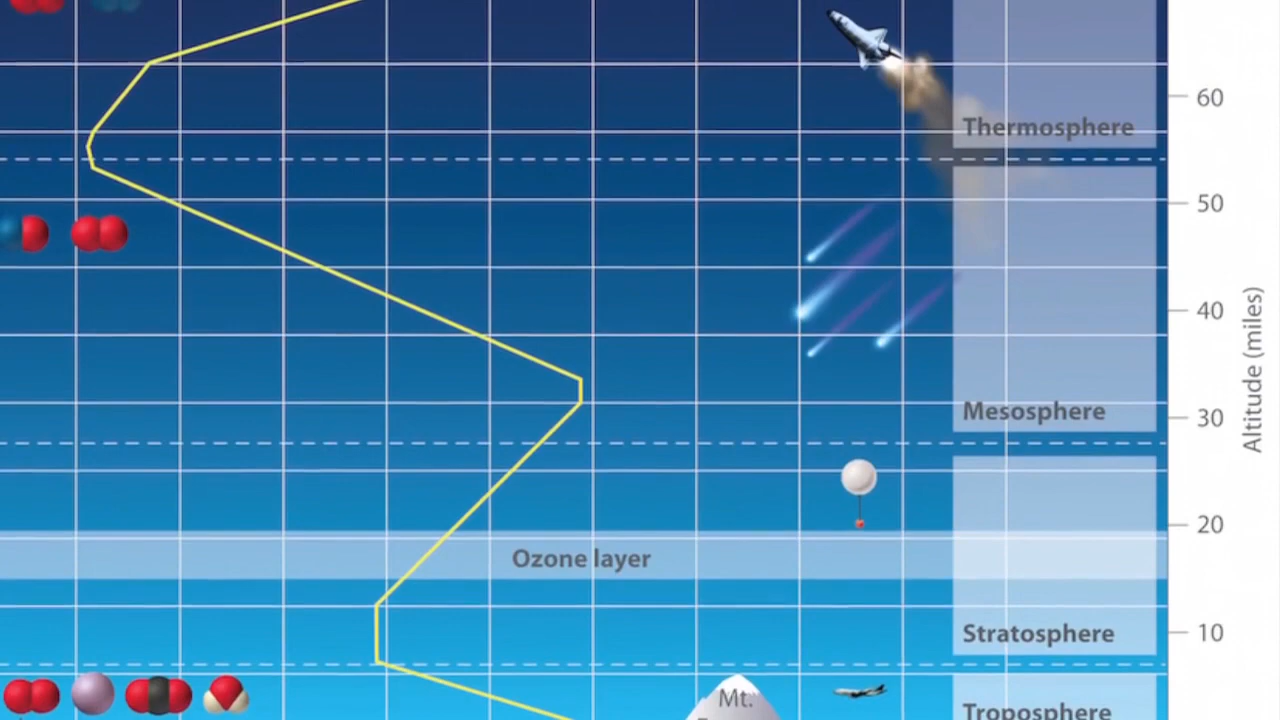 60
Thermosphere
50
40
Altitude (miles)
Mesosphere
30
20
Ozone layer
Stratosphere
10
Mt.
Troposphere